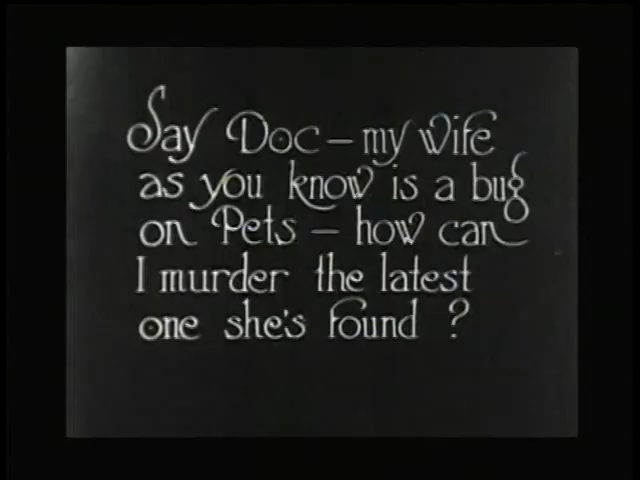 Say Doc – my wife
as you know is a bug
on Pets – how can
I murder the latest
one she's found ?